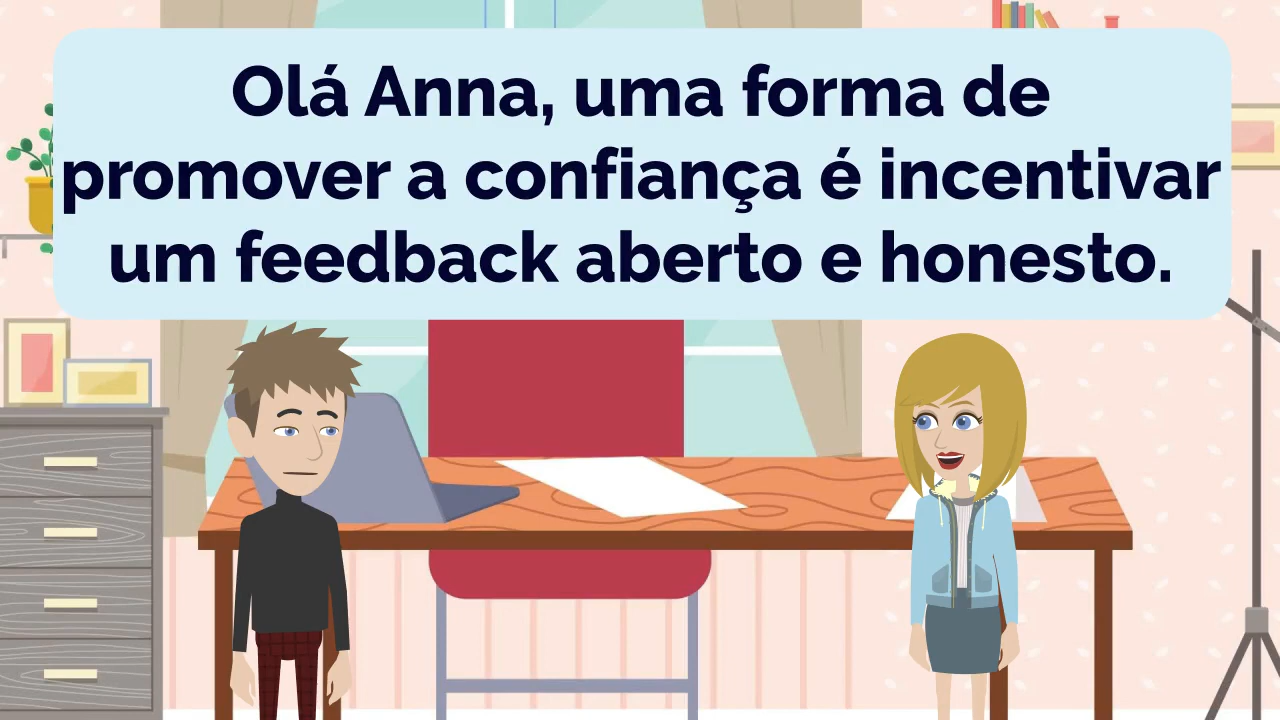 Olá Anna, uma forma de
promover a confiança é incentivar
um feedback aberto e honesto.